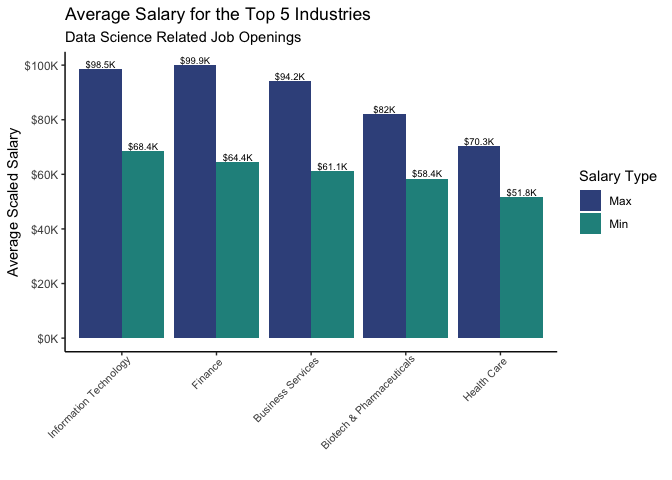 Average Salary for the Top 5 Industries
Data Science Related Job Openings
Average Scaled Salary
$100K
$80K
$60K
$40K
$20K
$0K
$98.5K
$68.4K
$99.9K
$64.4K
$94.2K
$61.1K
$82K
$58.4K
$70.3K
$51.8K
Information Technology
Finance
Business Services
Biotech & Pharmaceuticals
Health Care
Salary Type
Max
Min